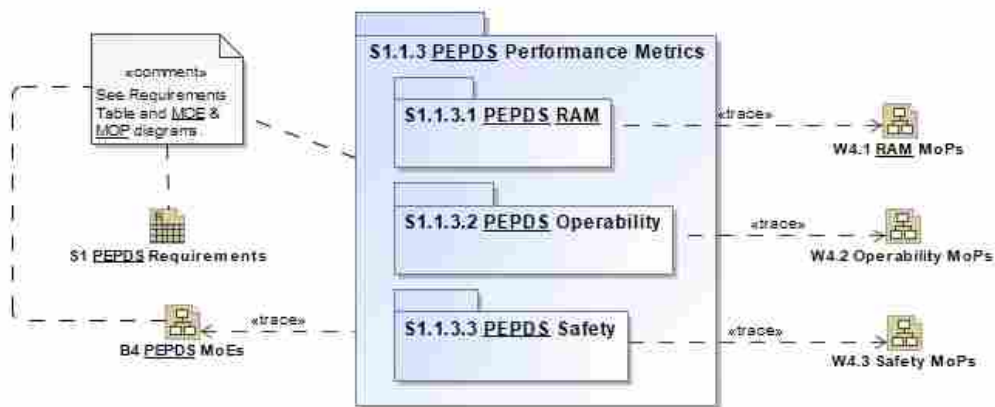 S1.1.3 PEPDS Performance Metrics
«comment»
See Requirements
Table and MOE &
MOP diagrams
S1.1.3.1 PEPDS RAM
«trace»
W4.1 RAM MoPs
S1.1.3.2 PEPDS Operability
«trace»
W4.2 Operability MoPs
S1 PEPDS Requirements
S1.1.3.3 PEPDS Safety
«trace»
«trace»
B4 PEPDS MoEs
W4.3 Safety MoPs